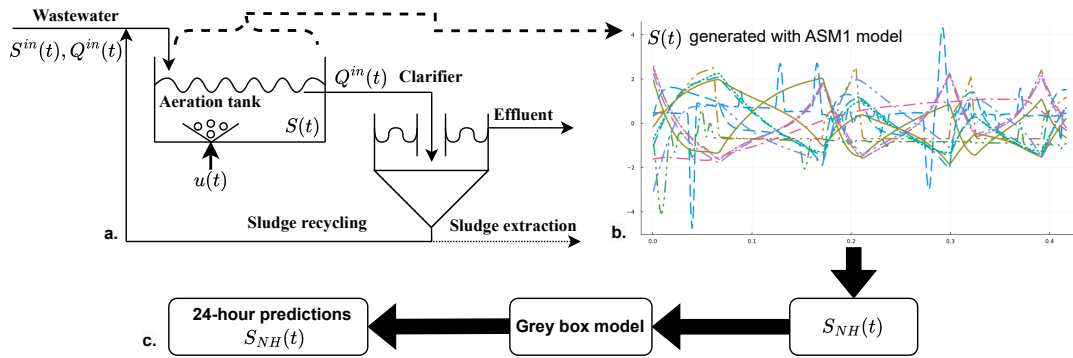 Wastewater
S^{in}(t), Q^{in}(t)
Q^{in}(t)
Clarifier
Aeration tank
S(t)
Effluent
u(t)
Sludge recycling
Sludge extraction
a.
S(t) generated with ASM1 model
4
2
0
−2
−4
0.0
0.1
0.2
0.3
0.4
b.
24-hour predictions
S_{NH}(t)
Grey box model
S_{NH}(t)
c.